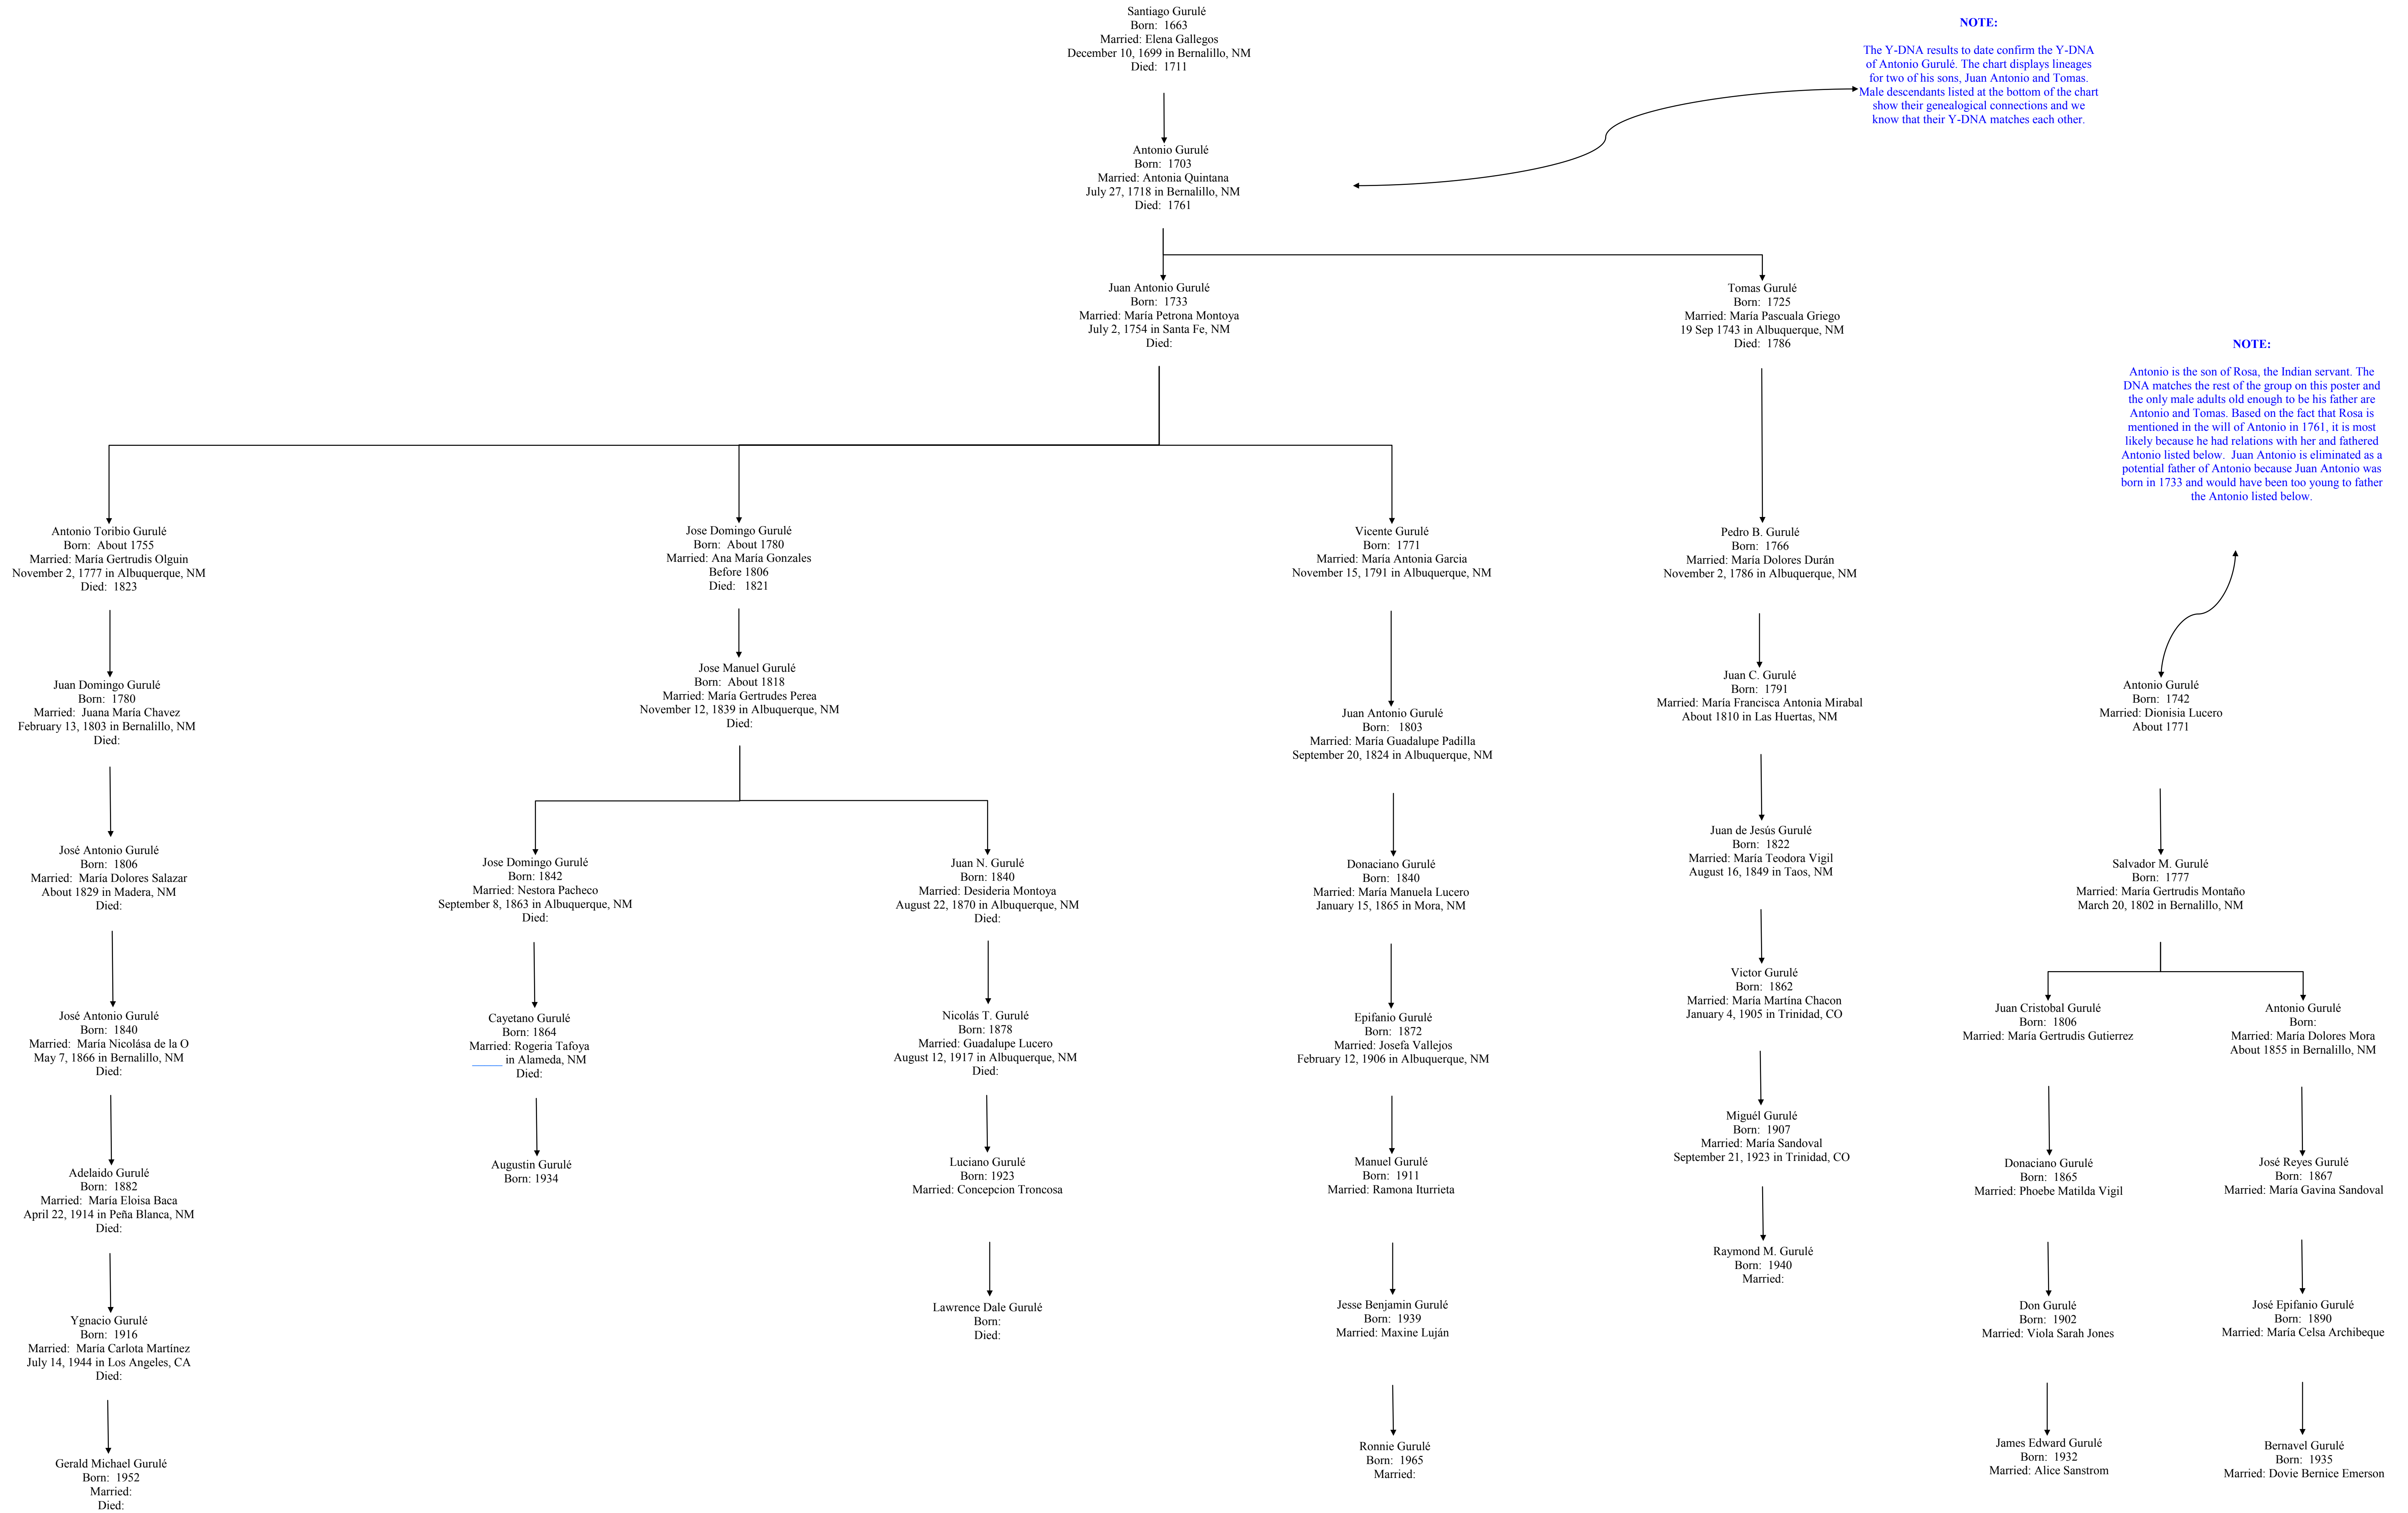 Santiago Gurulé
Born: 1663
Married: Elena Gallegos
December 10, 1699 in Bernalillo, NM
Died: 1711
NOTE:
The Y-DNA results to date confirm the Y-DNA
of Antonio Gurulé. The chart displays lineages
for two of his sons, Juan Antonio and Tomas.
Male descendants listed at the bottom of the chart
show their genealogical connections and we
know that their Y-DNA matches each other.
Antonio Gurulé
Born: 1703
Married: Antonia Quintana
July 27, 1718 in Bernalillo, NM
Died: 1761
Juan Antonio Gurulé
Born: 1733
Married: María Petrona Montoya
July 2, 1754 in Santa Fe, NM
Died:
Tomas Gurulé
Born: 1725
Married: María Pascuala Griego
19 Sep 1743 in Albuquerque, NM
Died: 1786
NOTE:
Antonio is the son of Rosa, the Indian servant. The
DNA matches the rest of the group on this poster and
the only male adults old enough to be his father are
Antonio and Tomas. Based on the fact that Rosa is
mentioned in the will of Antonio in 1761, it is most
likely because he had relations with her and fathered
Antonio listed below. Juan Antonio is eliminated as a
potential father of Antonio because Juan Antonio was
born in 1733 and would have been too young to father
the Antonio listed below.
Antonio Toribio Gurulé
Born: About 1755
Married: María Gertrudis Olguin
November 2, 1777 in Albuquerque, NM
Died: 1823
Jose Domingo Gurulé
Born: About 1780
Married: Ana María Gonzales
Before 1806
Died: 1821
Vicente Gurulé
Born: 1771
Married: María Antonia Garcia
November 15, 1791 in Albuquerque, NM
Pedro B. Gurulé
Born: 1766
Married: María Dolores Durán
November 2, 1786 in Albuquerque, NM
Juan Domingo Gurulé
Born: 1780
Married: Juana María Chavez
February 13, 1803 in Bernalillo, NM
Died:
Jose Manuel Gurulé
Born: About 1818
Married: María Gertrudes Perea
November 12, 1839 in Albuquerque, NM
Died:
Juan Antonio Gurulé
Born: 1803
Married: María Guadalupe Padilla
September 20, 1824 in Albuquerque, NM
Juan C. Gurulé
Born: 1791
Married: María Francisca Antonia Mirabal
About 1810 in Las Huertas, NM
Antonio Gurulé
Born: 1742
Married: Dionisia Lucero
About 1771
José Antonio Gurulé
Born: 1806
Married: María Dolores Salazar
About 1829 in Madera, NM
Died:
Jose Domingo Gurulé
Born: 1842
Married: Nestora Pacheco
September 8, 1863 in Albuquerque, NM
Died:
Juan N. Gurulé
Born: 1840
Married: Desideria Montoya
August 22, 1870 in Albuquerque, NM
Died:
Donaciano Gurulé
Born: 1840
Married: María Manuela Lucero
January 15, 1865 in Mora, NM
Juan de Jesús Gurulé
Born: 1822
Married: María Teodora Vigil
August 16, 1849 in Taos, NM
Salvador M. Gurulé
Born: 1777
Married: María Gertrudis Montaño
March 20, 1802 in Bernalillo, NM
José Antonio Gurulé
Born: 1840
Married: María Nicolása de la O
May 7, 1866 in Bernalillo, NM
Died:
Cayetano Gurulé
Born: 1864
Married: Rogeria Tafoya
_____ in Alameda, NM
Died:
Nicolás T. Gurulé
Born: 1878
Married: Guadalupe Lucero
August 12, 1917 in Albuquerque, NM
Died:
Epifanio Gurulé
Born: 1872
Married: Josefa Vallejos
February 12, 1906 in Albuquerque, NM
Victor Gurulé
Born: 1862
Married: María Martína Chacon
January 4, 1905 in Trinidad, CO
Juan Cristobal Gurulé
Born: 1806
Married: María Gertrudis Gutierrez
Antonio Gurulé
Born:
Married: María Dolores Mora
About 1855 in Bernalillo, NM
Adelaido Gurulé
Born: 1882
Married: María Eloisa Baca
April 22, 1914 in Peña Blanca, NM
Died:
Augustin Gurulé
Born: 1934
Luciano Gurulé
Born: 1923
Married: Concepcion Troncosa
Manuel Gurulé
Born: 1911
Married: Ramona Iturrieta
Miguél Gurulé
Born: 1907
Married: María Sandoval
September 21, 1923 in Trinidad, CO
Donaciano Gurulé
Born: 1865
Married: Phoebe Matilda Vigil
José Reyes Gurulé
Born: 1867
Married: María Gavina Sandoval
Ygnacio Gurulé
Born: 1916
Married: María Carlota Martínez
July 14, 1944 in Los Angeles, CA
Died:
Lawrence Dale Gurulé
Born:
Died:
Jesse Benjamin Gurulé
Born: 1939
Married: Maxine Luján
Raymond M. Gurulé
Born: 1940
Married:
Don Gurulé
Born: 1902
Married: Viola Sarah Jones
José Epifanio Gurulé
Born: 1890
Married: María Celsa Archibeque
Gerald Michael Gurulé
Born: 1952
Married:
Died:
Ronnie Gurulé
Born: 1965
Married:
James Edward Gurulé
Born: 1932
Married: Alice Sanstrom
Bernavel Gurulé
Born: 1935
Married: Dovie Bernice Emerson